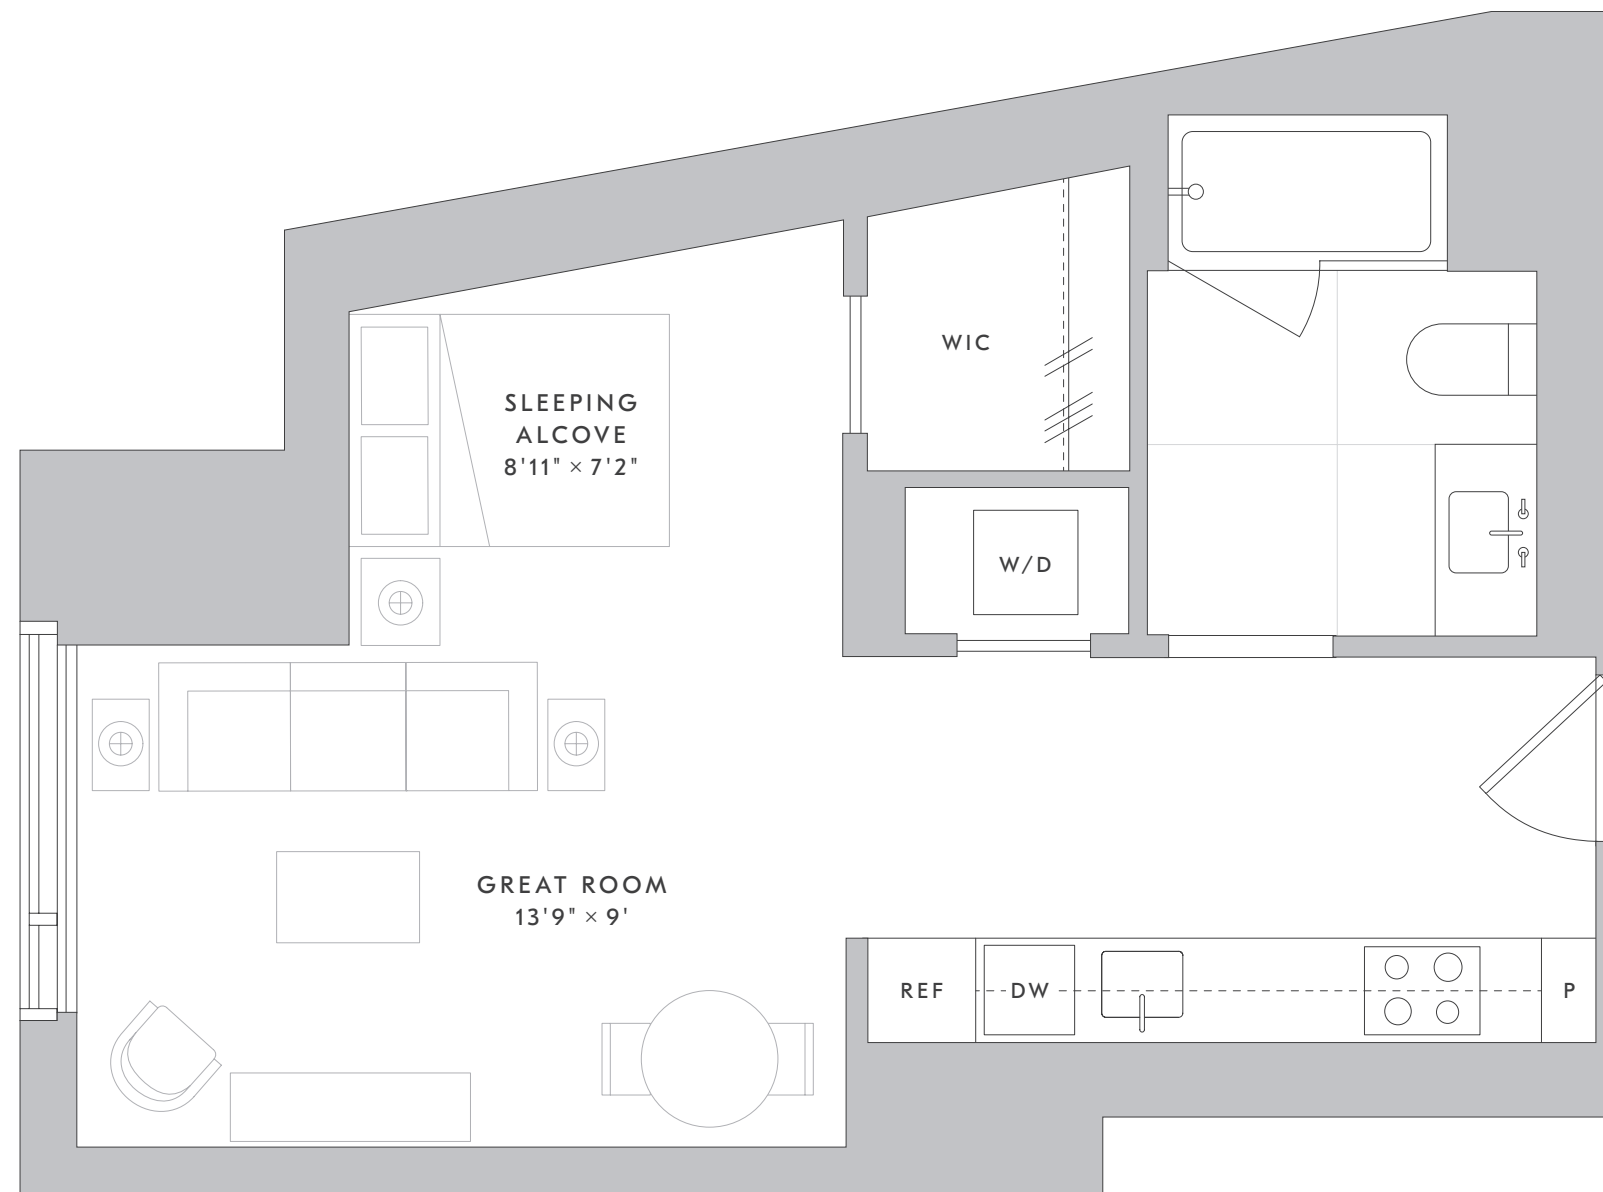 WIC
SLEEPING
ALCOVE
8'11" × 7'2"
W/D
GREAT ROOM
13'9" × 9'
REF
DW
P